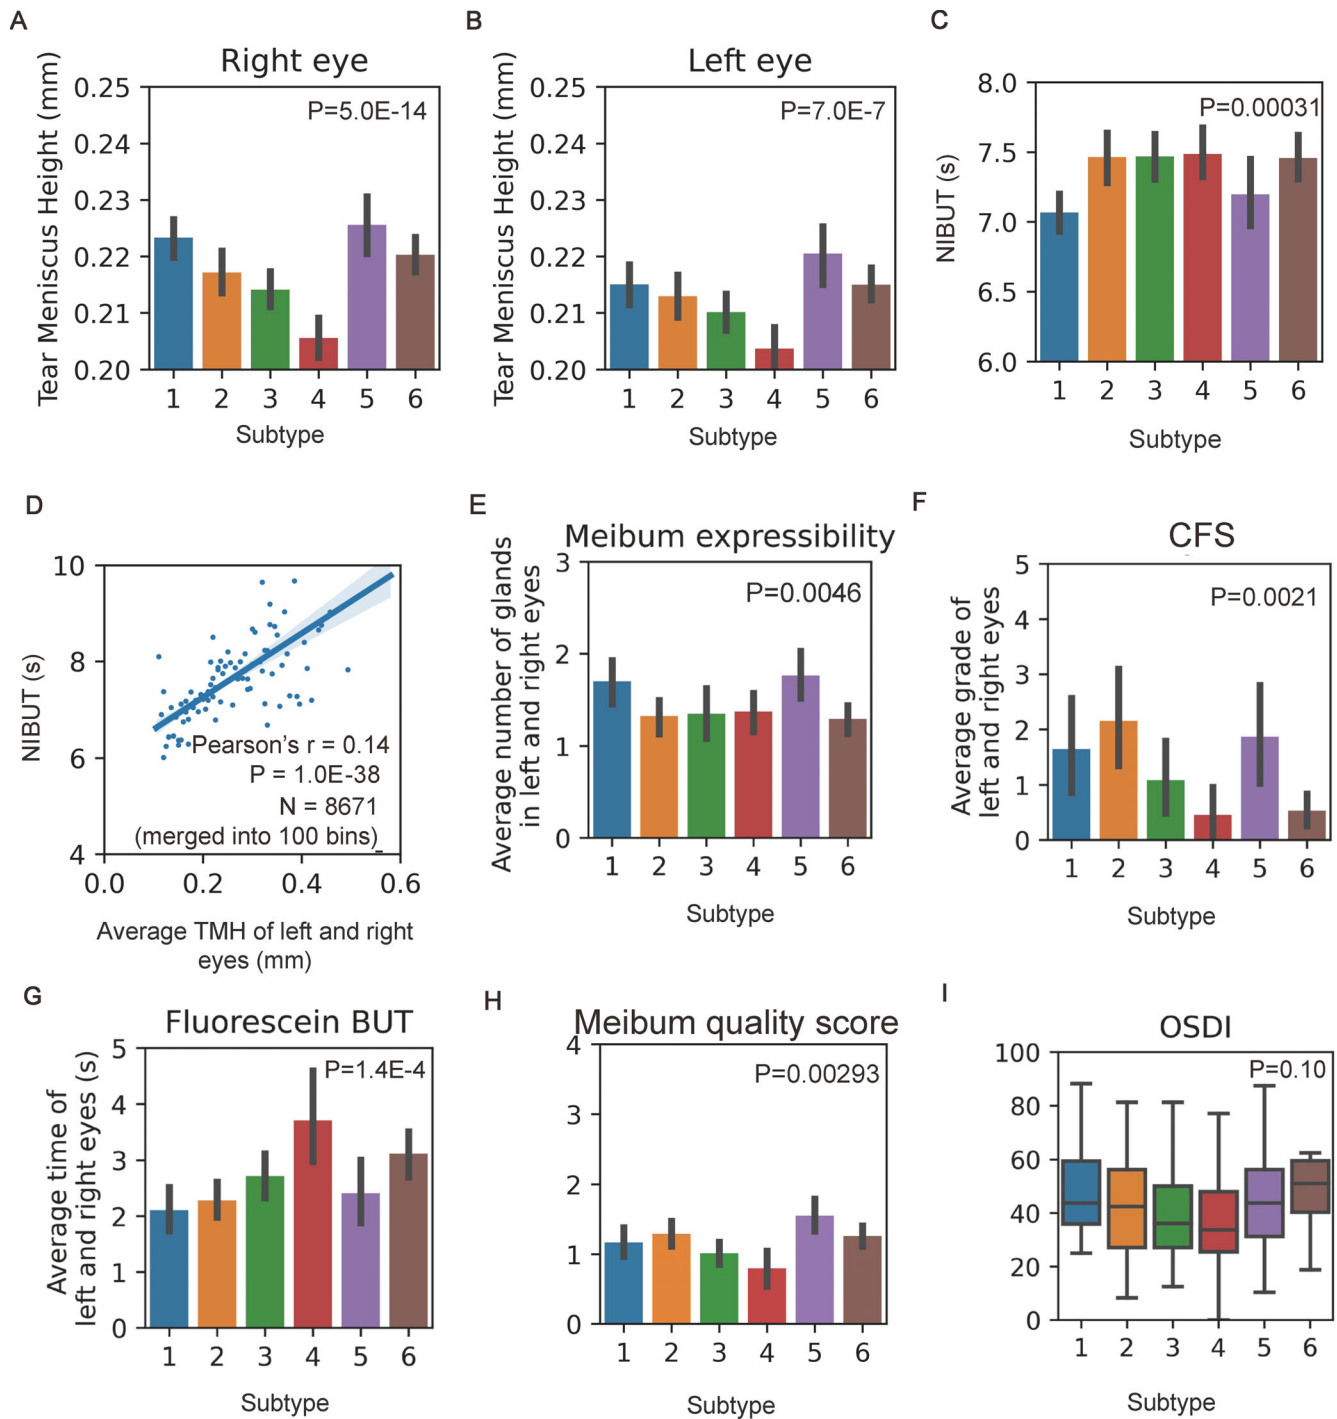 A
Right eye
Tear Meniscus Height (mm)
0.25
0.24
0.23
0.22
0.21
0.20
P=5.0E-14
1 2 3 4 5 6
Subtype
B
Left eye
Tear Meniscus Height (mm)
0.25
0.24
0.23
0.22
0.21
0.20
P=7.0E-7
1 2 3 4 5 6
Subtype
C
NIBUT (s)
8.0
7.5
7.0
6.5
6.0
P=0.00031
1 2 3 4 5 6
Subtype
D
NIBUT (s)
10
8
6
4
Pearson's r = 0.14
P = 1.0E-38
N = 8671
(merged into 100 bins)
0.0 0.2 0.4 0.6
Average TMH of left and right
eyes (mm)
E
Meibum expressibility
Average number of glands
in left and right eyes
3
2
1
0
P=0.0046
1 2 3 4 5 6
Subtype
F
CFS
Average grade of
left and right eyes
5
4
3
2
1
0
P=0.0021
1 2 3 4 5 6
Subtype
G
Fluorescein BUT
Average time of
left and right eyes (s)
5
4
3
2
1
0
P=1.4E-4
1 2 3 4 5 6
Subtype
H
Meibum quality score
4
3
2
1
0
P=0.00293
1 2 3 4 5 6
Subtype
I
OSDI
100
80
60
40
20
0
P=0.10
1 2 3 4 5 6
Subtype